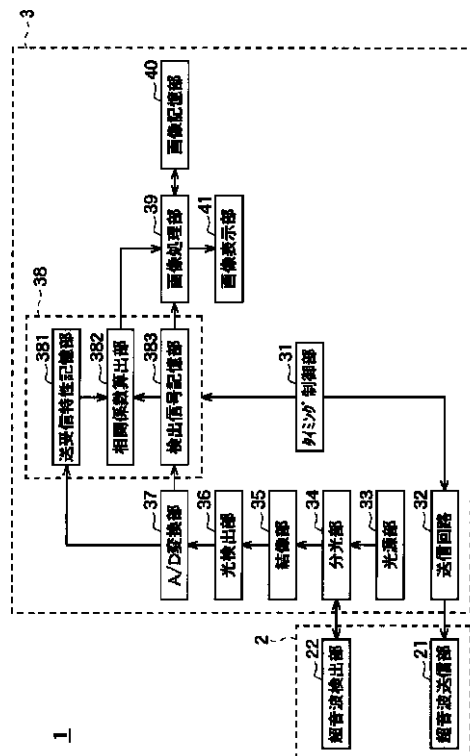 1
3
2
22
超音波検出部
21
超音波送信部
37
A/D変換部
36
光検出部
35
結像部
34
分光部
33
光源部
32
送信回路
38
381
送受信特性記憶部
382
相関係数算出部
383
検出信号記憶部
31
タイミング制御部
39
画像処理部
40
画像記憶部
41
画像表示部